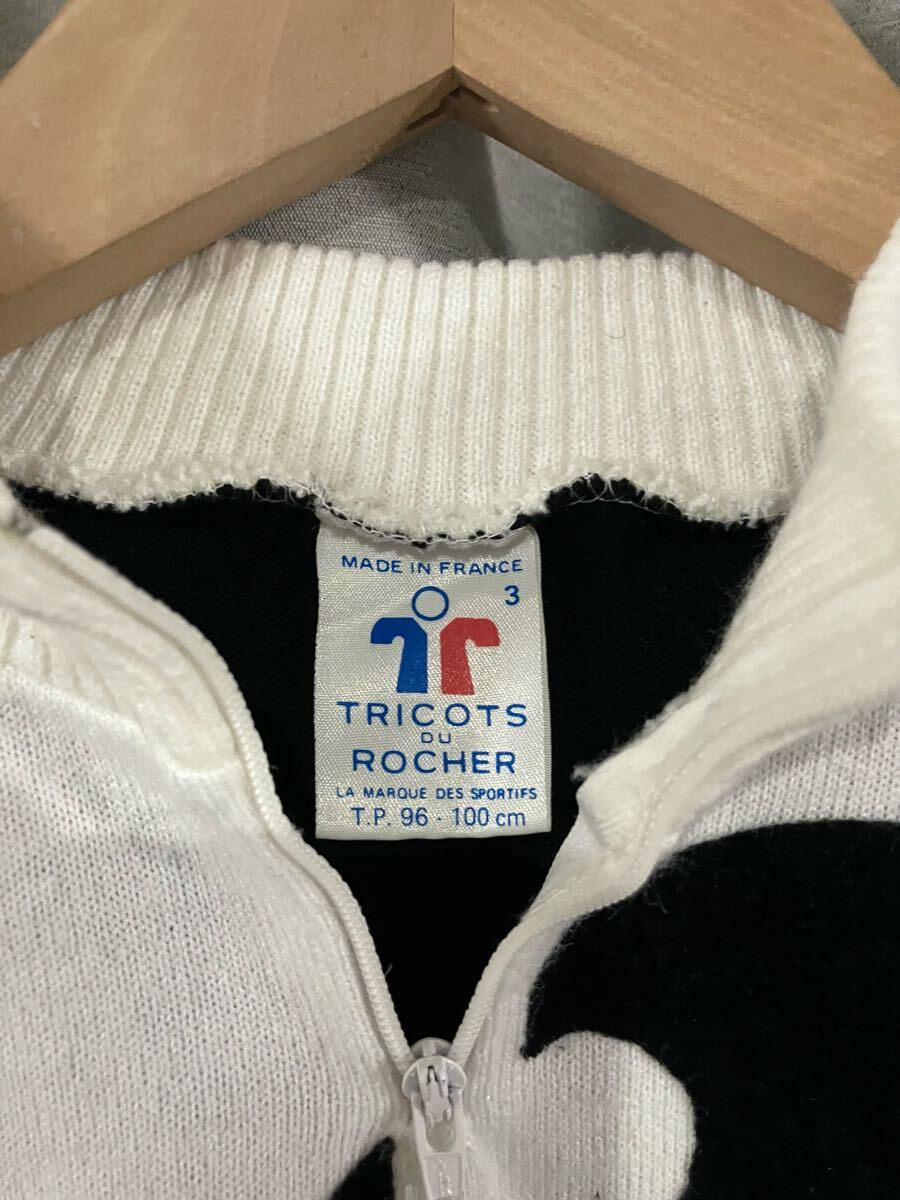 MADE IN FRANCE
3
TRICOTS
DU
ROCHER
LA MARQUE DES SPORTIFS
T.P. 96 - 100 cm